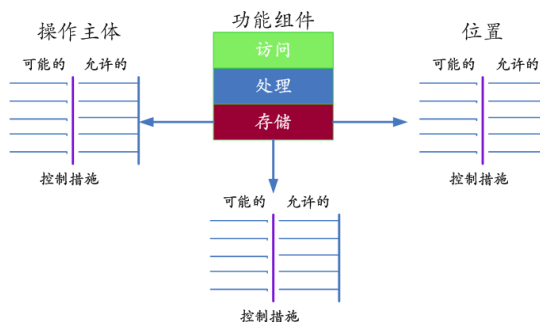 操作主体
功能组件
位置
访问
处理
存储
可能的 允许的
控制措施
可能的 允许的
控制措施
可能的 允许的
控制措施